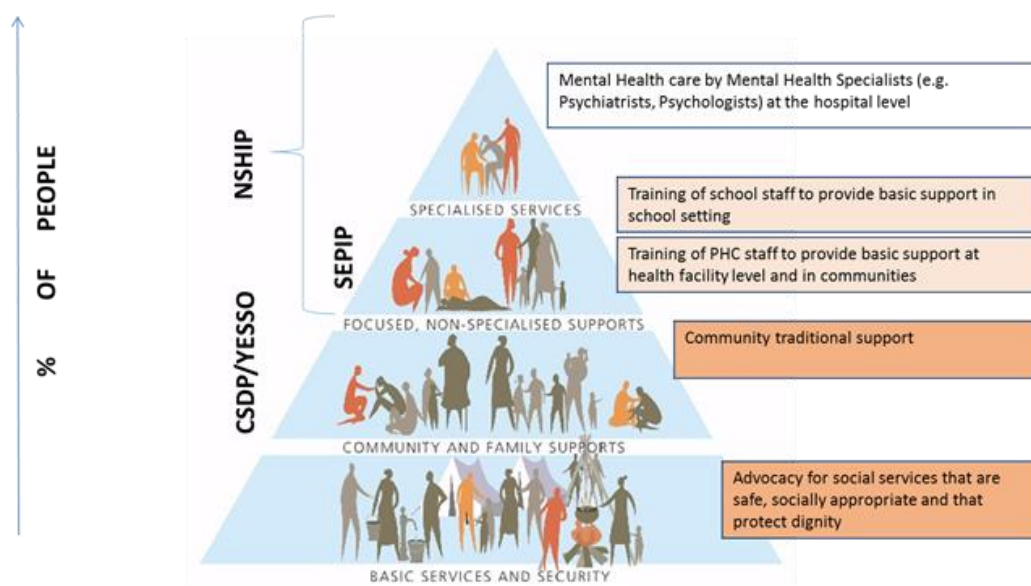 % OF PEOPLE
NSHIP
SEPIP
CSDP/YESSO
Mental Health care by Mental Health Specialists (e.g.
Psychiatrists, Psychologists) at the hospital level
SPECIALISED SERVICES
Training of school staff to provide basic support in
school setting
Training of PHC staff to provide basic support at
health facility level and in communities
FOCUSED, NON-SPECIALISED SUPPORTS
Community traditional support
COMMUNITY AND FAMILY SUPPORTS
Advocacy for social services that are
safe, socially appropriate and that
protect dignity
BASIC SERVICES AND SECURITY